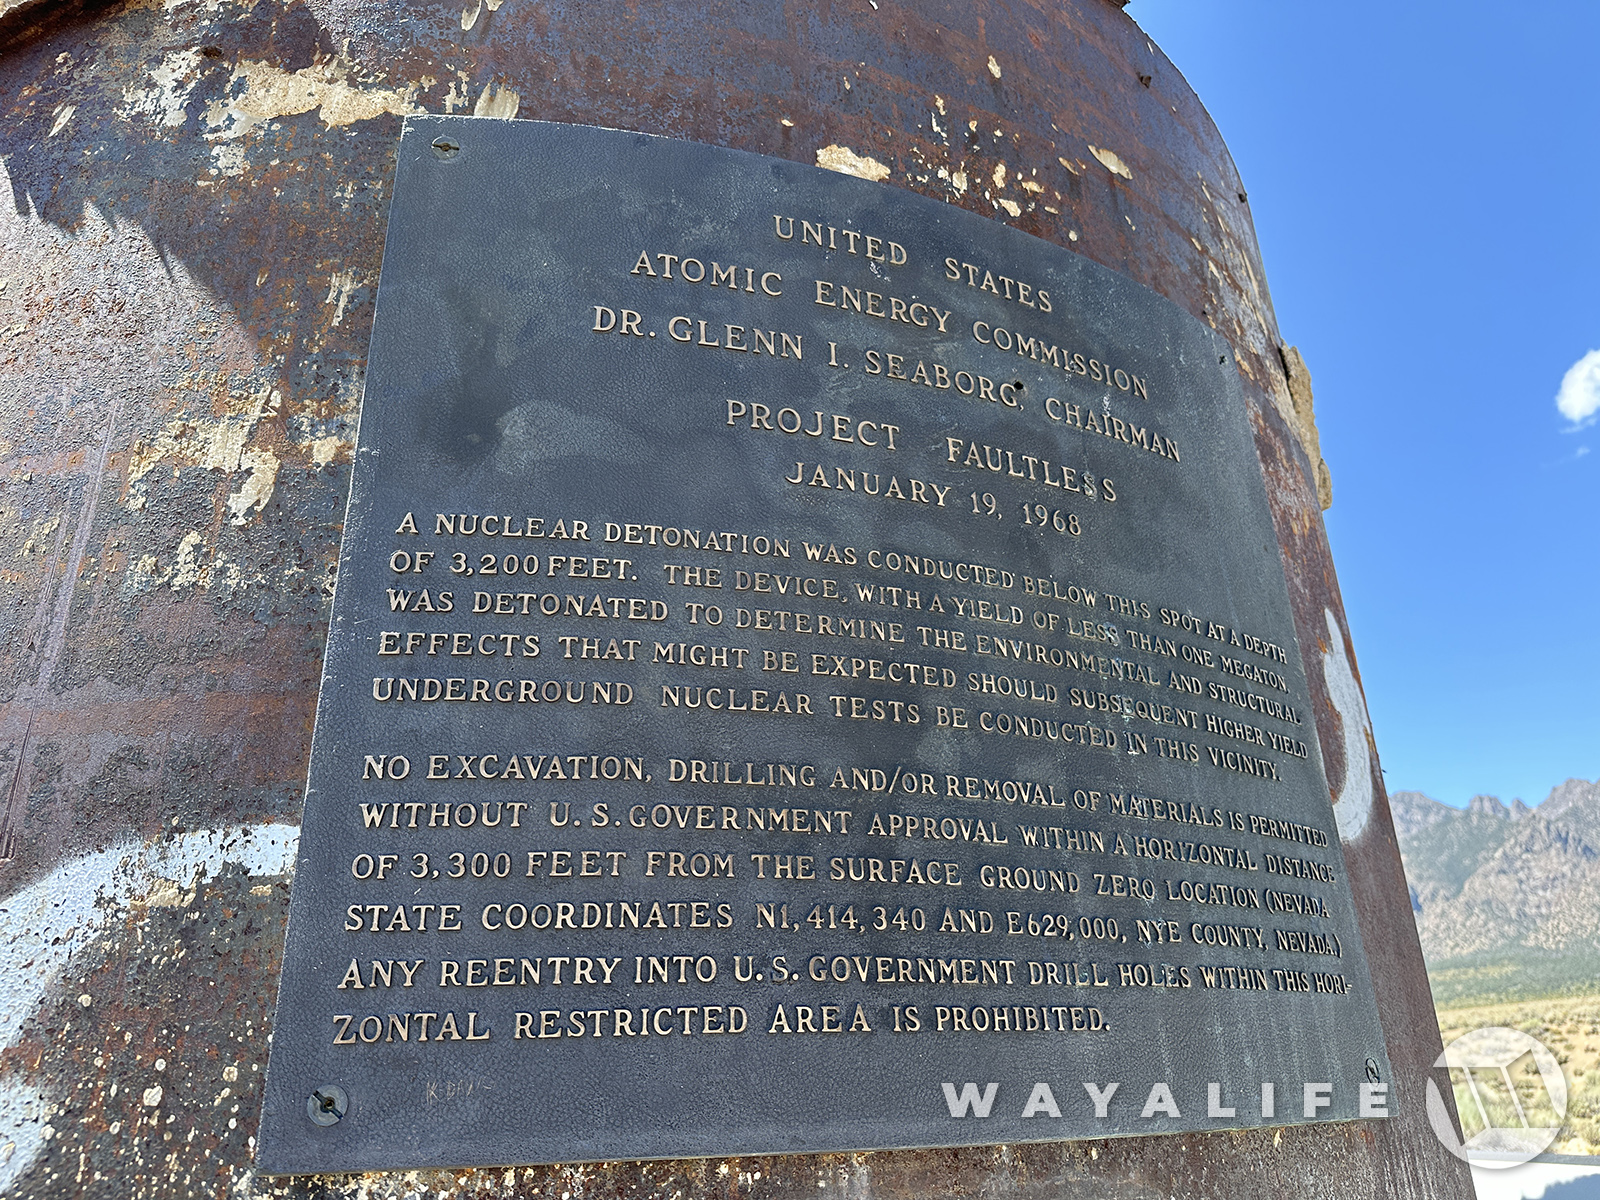 UNITED STATES
ATOMIC ENERGY COMMISSION
DR. GLENN I. SEABORG, CHAIRMAN
PROJECT FAULTLESS
JANUARY 19, 1968
A NUCLEAR DETONATION WAS CONDUCTED BELOW THIS SPOT AT A DEPTH
OF 3,200 FEET. THE DEVICE, WITH A YIELD OF LESS THAN ONE MEGATON,
WAS DETONATED TO DETERMINE THE ENVIRONMENTAL AND STRUCTURAL
EFFECTS THAT MIGHT BE EXPECTED SHOULD SUBSEQUENT HIGHER YIELD
UNDERGROUND NUCLEAR TESTS BE CONDUCTED IN THIS VICINITY.
NO EXCAVATION, DRILLING AND/OR REMOVAL OF MATERIALS IS PERMITTED
WITHOUT U.S. GOVERNMENT APPROVAL WITHIN A HORIZONTAL DISTANCE
OF 3,300 FEET FROM THE SURFACE GROUND ZERO LOCATION (NEVADA
STATE COORDINATES N1,414,340 AND E629,000, NYE COUNTY, NEVADA.)
ANY REENTRY INTO U.S. GOVERNMENT DRILL HOLES WITHIN THIS HORI-
ZONTAL RESTRICTED AREA IS PROHIBITED.
WAYALIFE